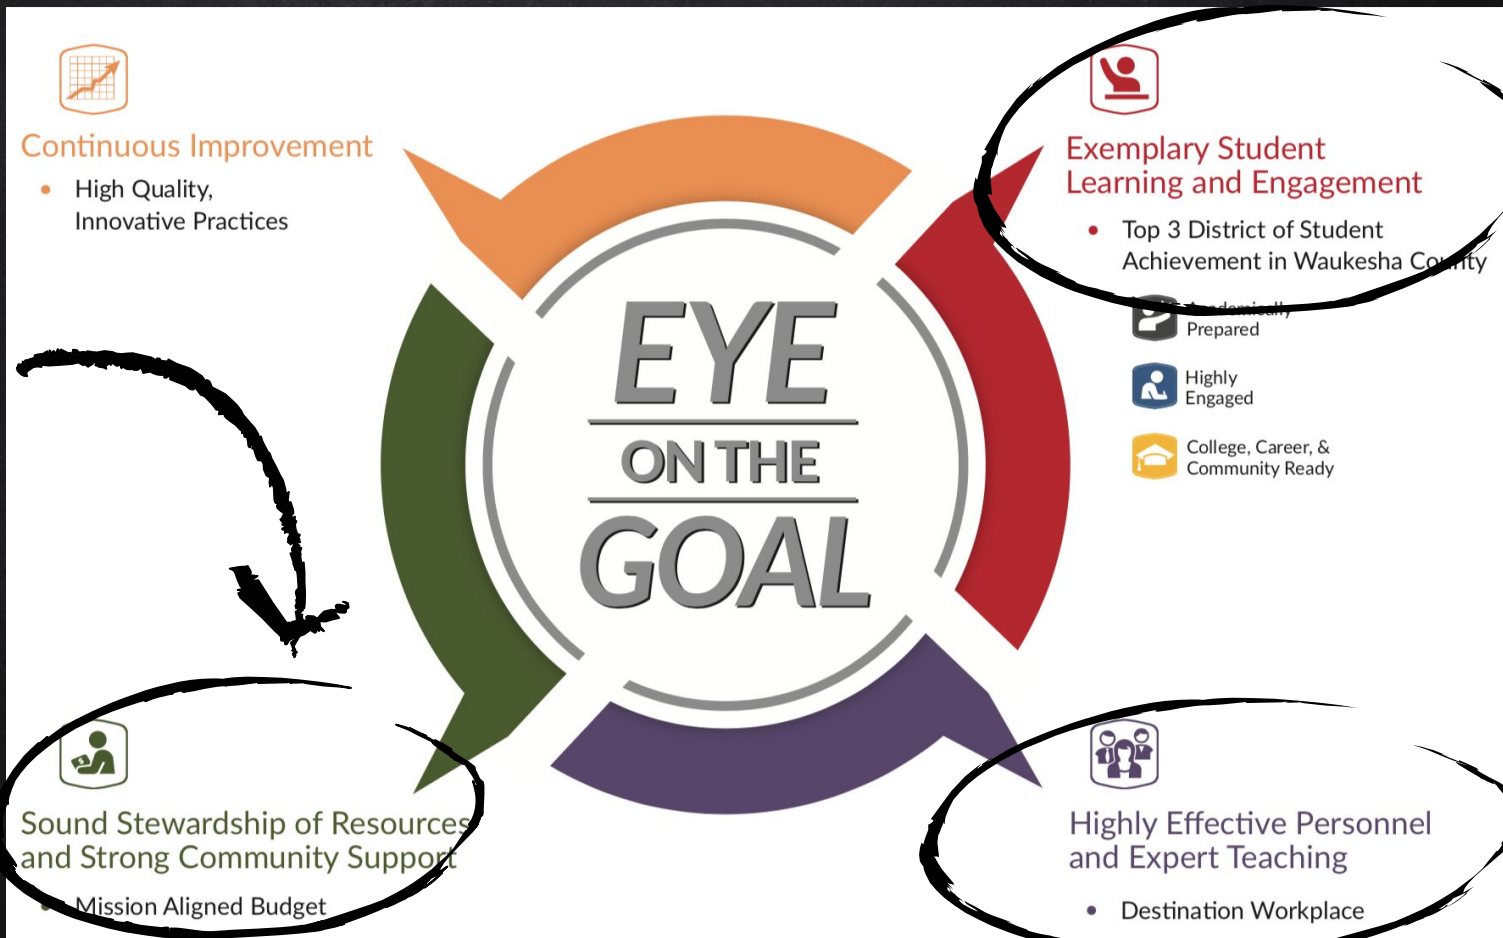 Continuous Improvement
• High Quality,
Innovative Practices
Exemplary Student
Learning and Engagement
• Top 3 District of Student
Achievement in Waukesha County
Academically
Prepared
Highly
Engaged
College, Career, &
Community Ready
EYE
ON THE
GOAL
Sound Stewardship of Resources
and Strong Community Support
• Mission Aligned Budget
Highly Effective Personnel
and Expert Teaching
• Destination Workplace